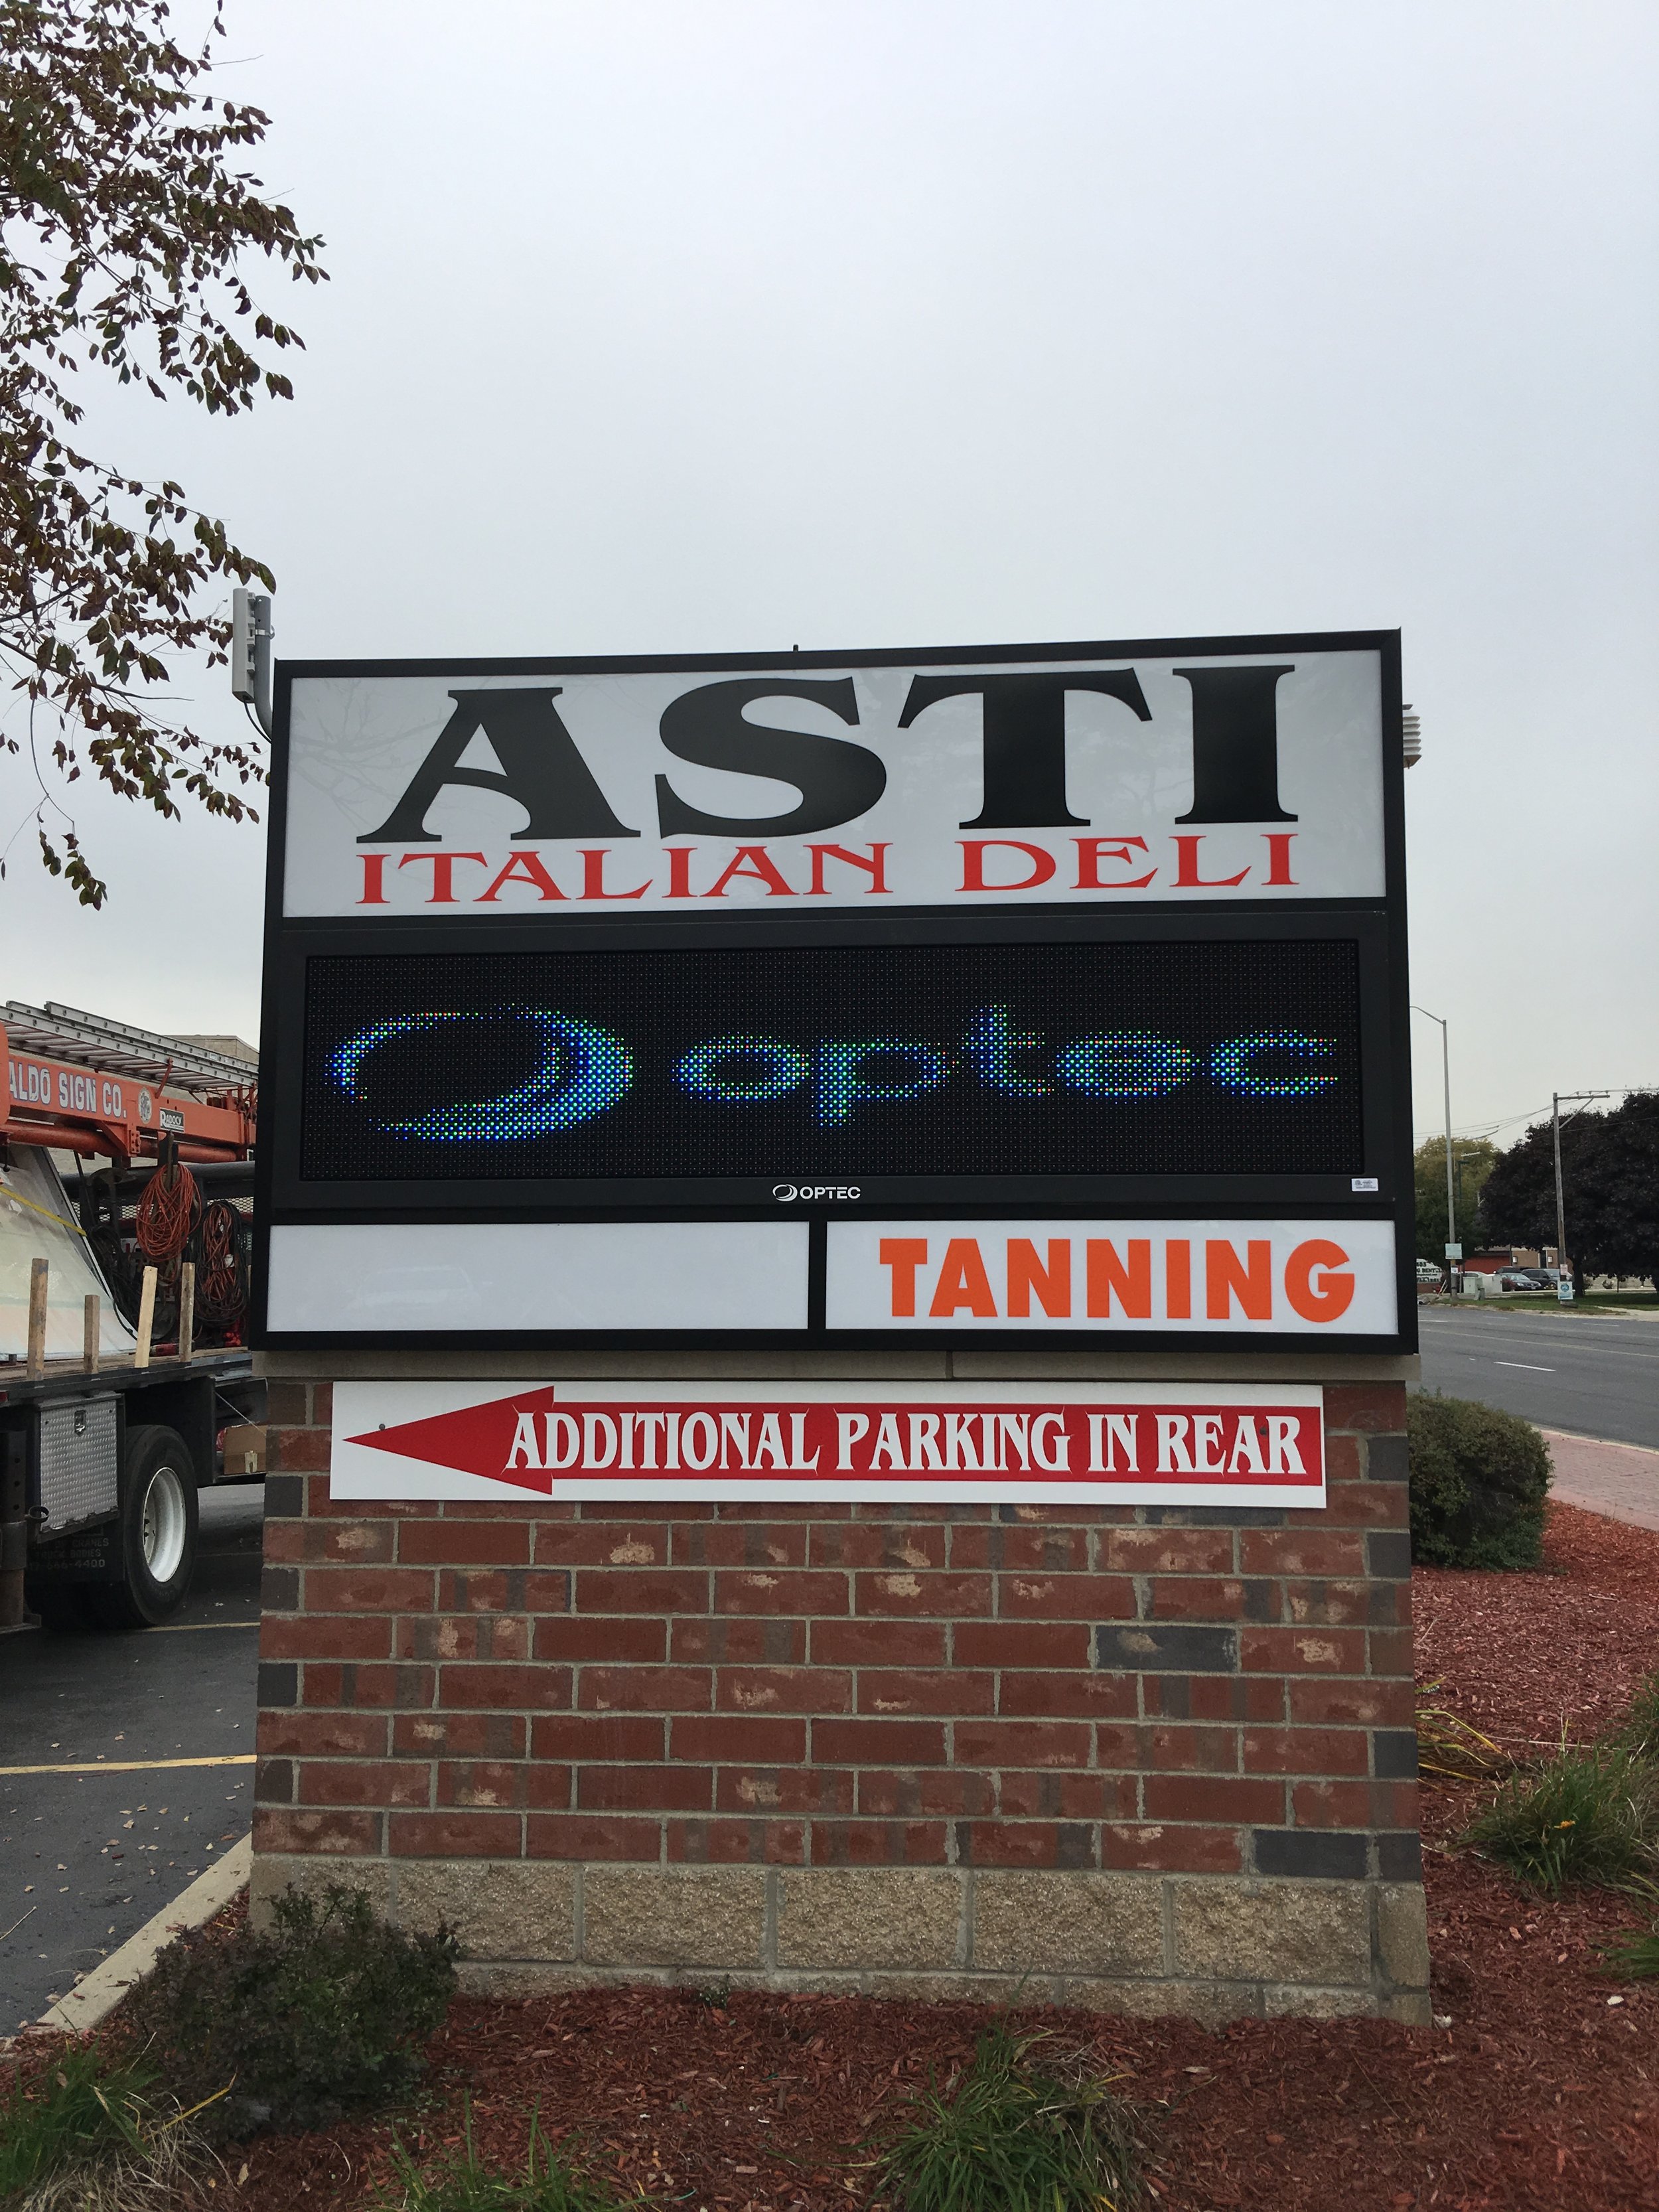 ASTI
ITALIAN DELI
optec
OPTEC
TANNING
ADDITIONAL PARKING IN REAR
ALDO SIGN CO.